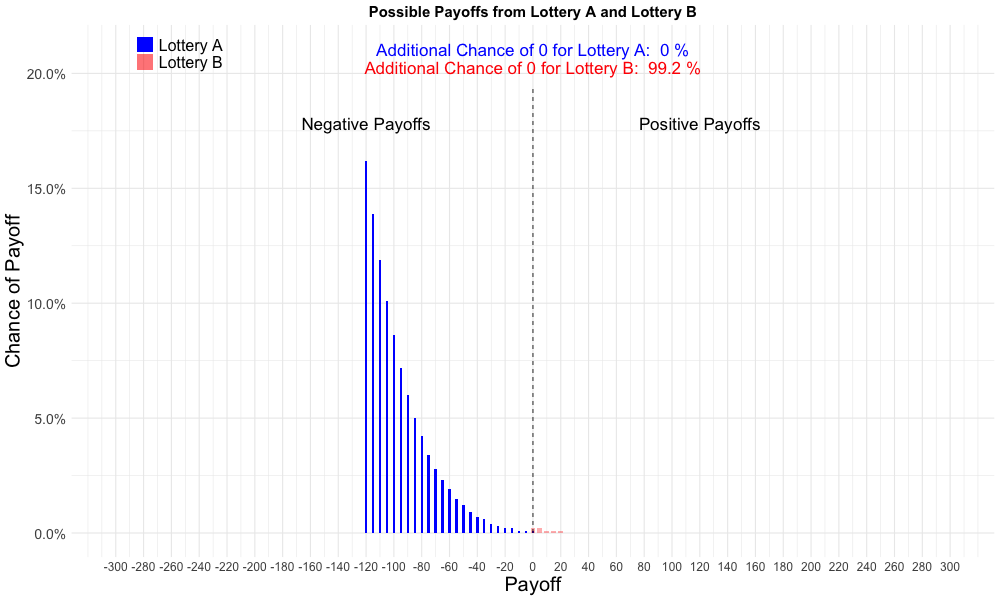 Possible Payoffs from Lottery A and Lottery B
Lottery A
Lottery B
Additional Chance of 0 for Lottery A:  0 %
Additional Chance of 0 for Lottery B:  99.2 %
Negative Payoffs
Positive Payoffs
20.0%
15.0%
10.0%
5.0%
0.0%
Chance of Payoff
-300 -280 -260 -240 -220 -200 -180 -160 -140 -120 -100 -80 -60 -40 -20 0 20 40 60 80 100 120 140 160 180 200 220 240 260 280 300
Payoff